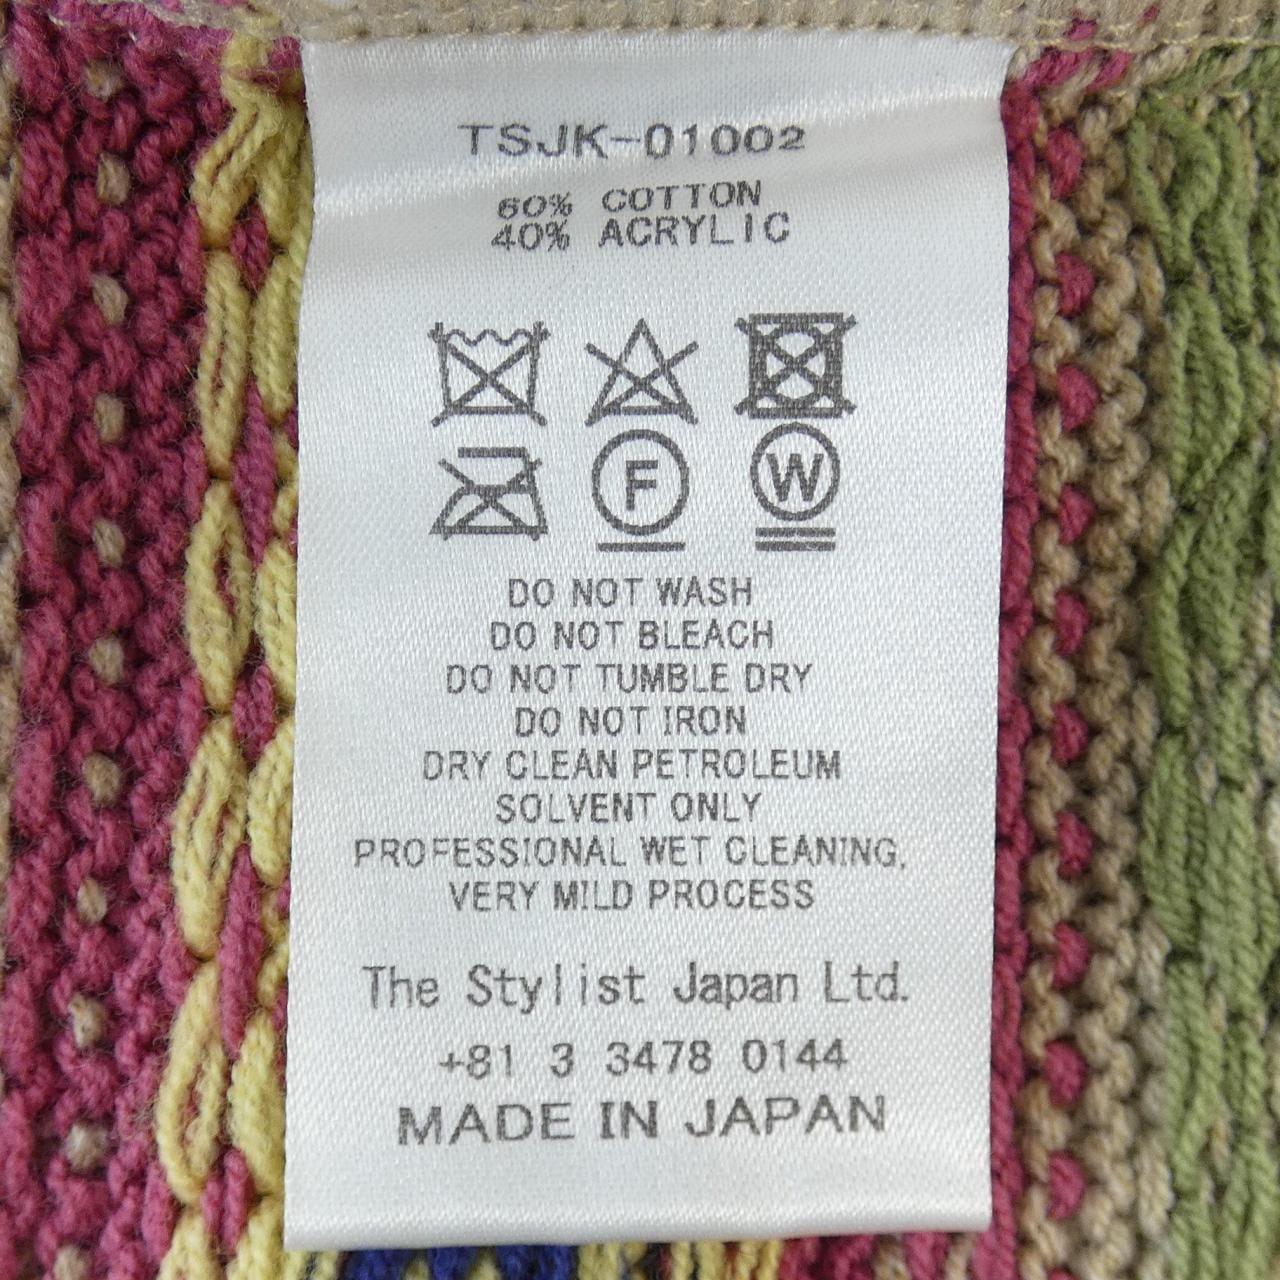 TSJK-01002
60% COTTON
40% ACRYLIC
F W
DO NOT WASH
DO NOT BLEACH
DO NOT TUMBLE DRY
DO NOT IRON
DRY CLEAN PETROLEUM
SOLVENT ONLY
PROFESSIONAL WET CLEANING,
VERY MILD PROCESS
The Stylist Japan Ltd.
+81 3 3478 0144
MADE IN JAPAN